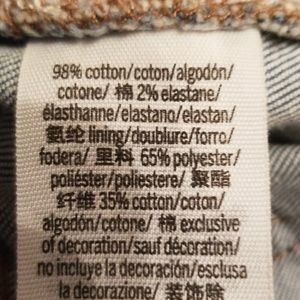 98% cotton/coton/algodón/
cotone/ 棉 2% elastane/
élasthanne/elastano/elastan/
氨纶 lining/doublure/forro/
fodera/ 里料 65% polyester/
poliéster/poliestere/ 聚酯
纤维 35% cotton/coton/
algodón/cotone/ 棉 exclusive
of decoration/sauf décoration/
no incluye la decoración/esclusa
la decorazione/ 装饰除